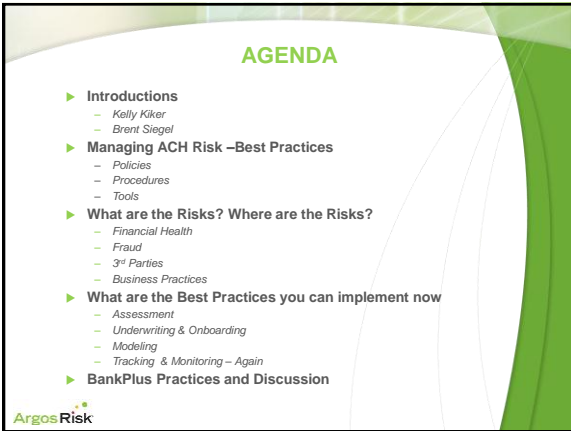 AGENDA
Introductions
– Kelly Kiker
– Brent Siegel
Managing ACH Risk –Best Practices
– Policies
– Procedures
– Tools
What are the Risks? Where are the Risks?
– Financial Health
– Fraud
– 3rd Parties
– Business Practices
What are the Best Practices you can implement now
– Assessment
– Underwriting & Onboarding
– Modeling
– Tracking & Monitoring – Again
BankPlus Practices and Discussion
Argos Risk